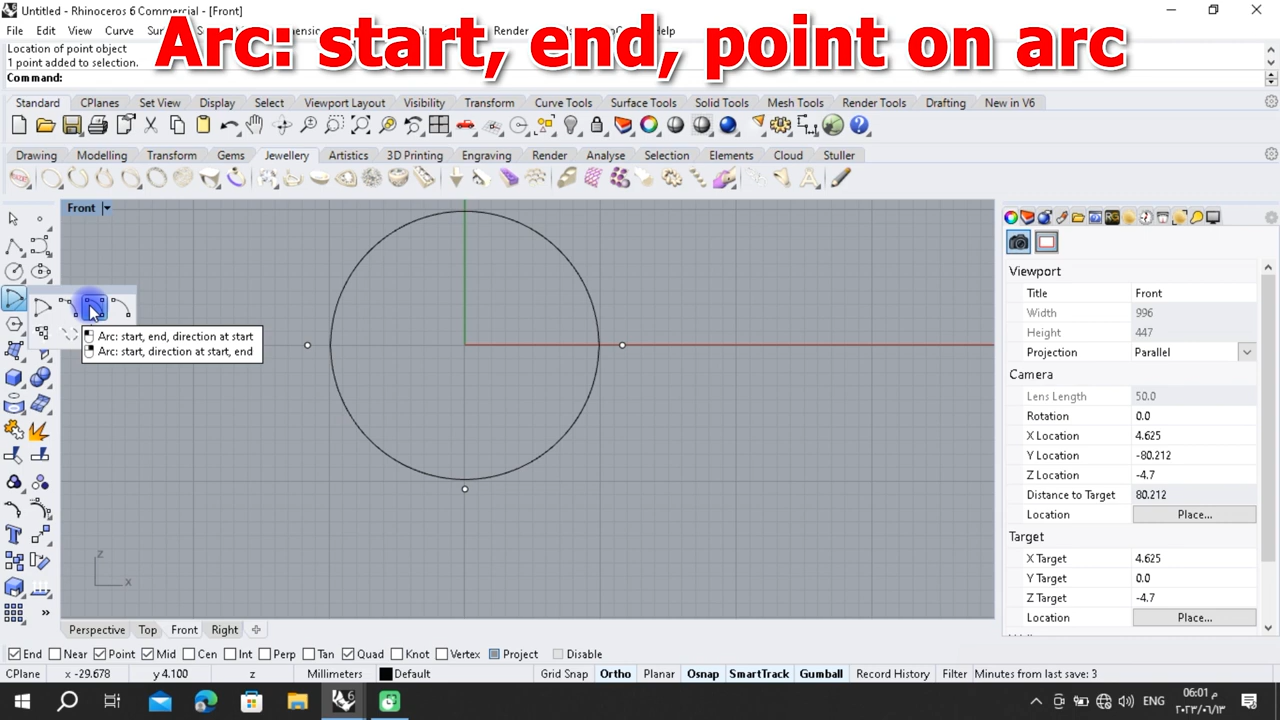 Untitled - Rhinoceros 6 Commercial - [Front]
File Edit View Curve Render
Arc: start, end, point on arc
Location of point object
1 point added to selection.
Command:
Standard CPlanes Set View Display Select Viewport Layout Visibility Transform Curve Tools Surface Tools Solid Tools Mesh Tools Render Tools Drafting New in V6
Drawing Modelling Transform Gems Jewellery Artistics 3D Printing Engraving Render Analyse Selection Elements Cloud Stuller
Front
Arc: start, end, direction at start
Arc: start, direction at start, end
z
x
Viewport
Title Front
Width 996
Height 447
Projection Parallel
Camera
Lens Length 50.0
Rotation 0.0
X Location 4.625
Y Location -80.212
Z Location -4.7
Distance to Target 80.212
Location Place...
Target
X Target 4.625
Y Target 0.0
Z Target -4.7
Location Place...
Perspective Top Front Right
End Near Point Mid Cen Int Perp Tan Quad Knot Vertex Project Disable
CPlane x -29.678 y 4.100 z Millimeters Default Grid Snap Ortho Planar Osnap SmartTrack Gumball Record History Filter Minutes from last save: 3
ENG
06:01 م
٢٠٢٣/٠٦/١٣